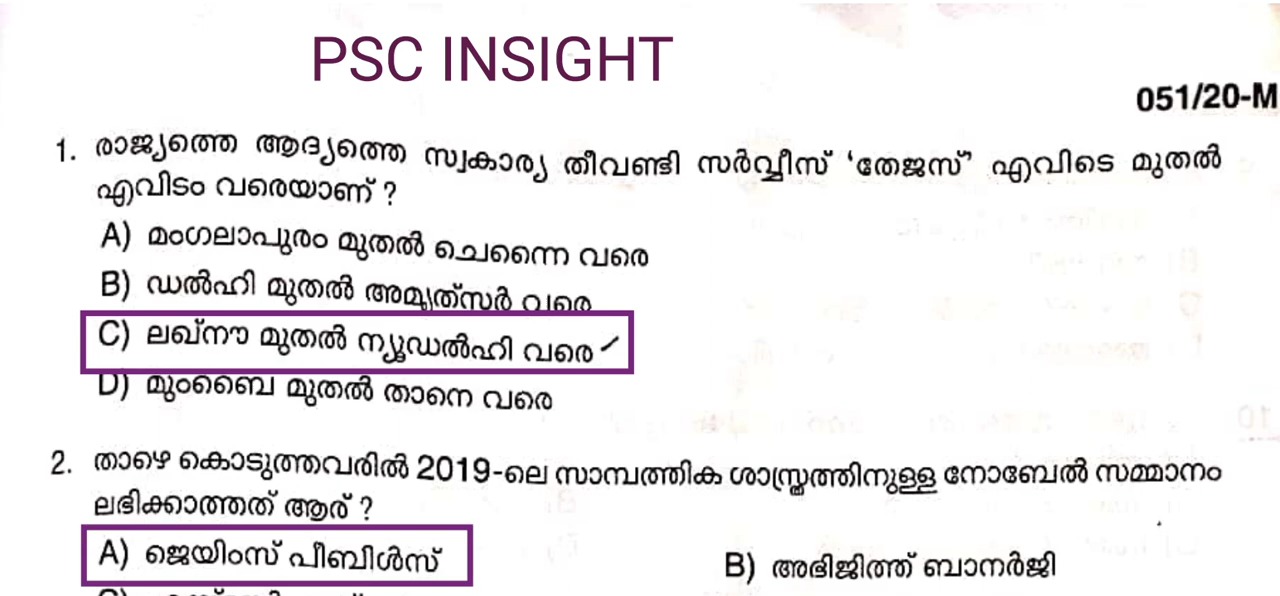 PSC INSIGHT
051/20-M
1. രാജ്യത്തെ ആദ്യത്തെ സ്വകാര്യ തീവണ്ടി സർവ്വീസ് ‘തേജസ്’ എവിടെ മുതൽ
എവിടം വരെയാണ് ?
A) മംഗലാപുരം മുതൽ ചെന്നൈ വരെ
B) ഡൽഹി മുതൽ അമൃത്‌സർ വരെ
C) ലഖ്നൗ മുതൽ ന്യൂഡൽഹി വരെ
D) മുംബൈ മുതൽ താനെ വരെ
2. താഴെ കൊടുത്തവരിൽ 2019-ലെ സാമ്പത്തിക ശാസ്ത്രത്തിനുള്ള നോബേൽ സമ്മാനം
ലഭിക്കാത്തത് ആര് ?
A) ജെയിംസ് പീബിൾസ് B) അഭിജിത്ത് ബാനർജി